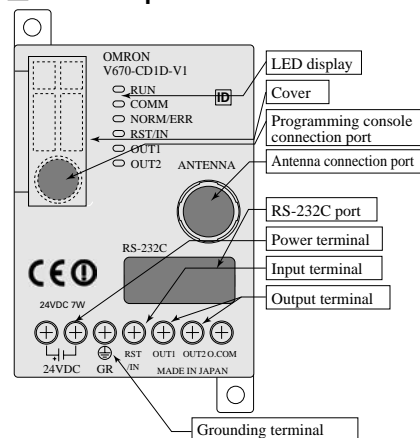 OMRON
V670-CD1D-V1
RUN
COMM
NORM/ERR
RST/IN
OUT1
OUT2
ID
ANTENNA
RS-232C
CE
24VDC 7W
24VDC
GR
RST
/IN
OUT1
OUT2
O.COM
MADE IN JAPAN
LED display
Cover
Programming console
connection port
Antenna connection port
RS-232C port
Power terminal
Input terminal
Output terminal
Grounding terminal